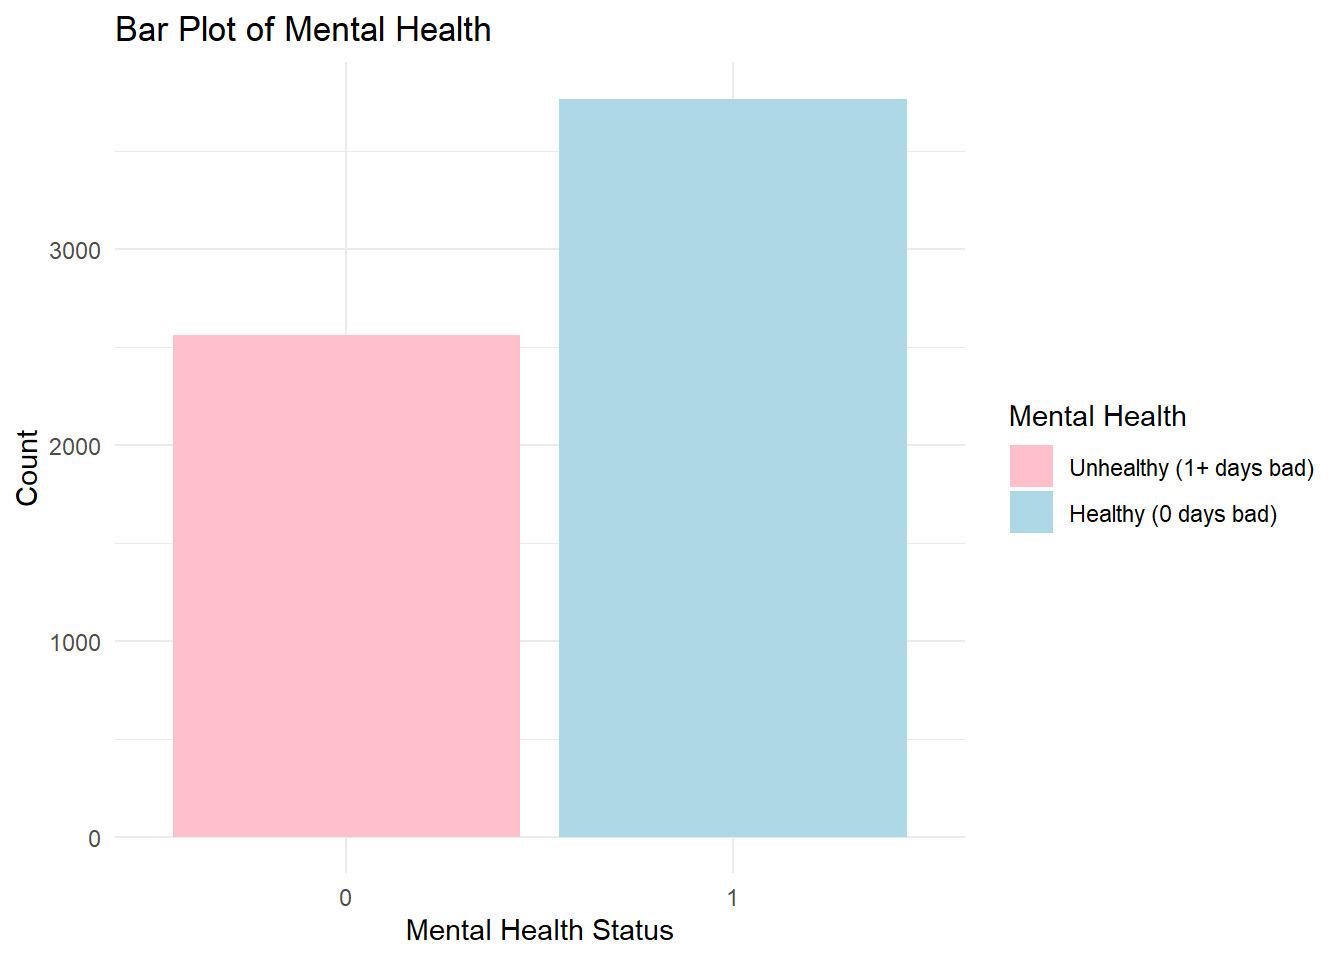 Bar Plot of Mental Health
Count
3000
2000
1000
0
0
1
Mental Health Status
Mental Health
Unhealthy (1+ days bad)
Healthy (0 days bad)